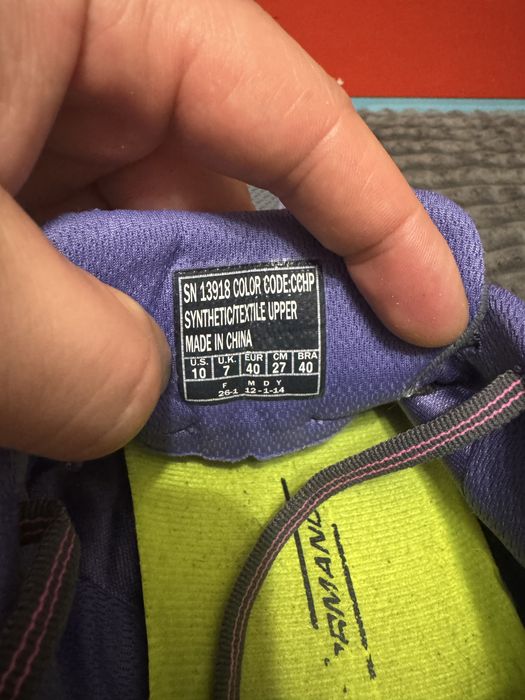 SN 13918 COLOR CODE:CCHP
SYNTHETIC/TEXTILE UPPER
MADE IN CHINA
U.S. U.K. EUR CM BRA
10 7 40 27 40
F M D Y
26-1 12-1-14